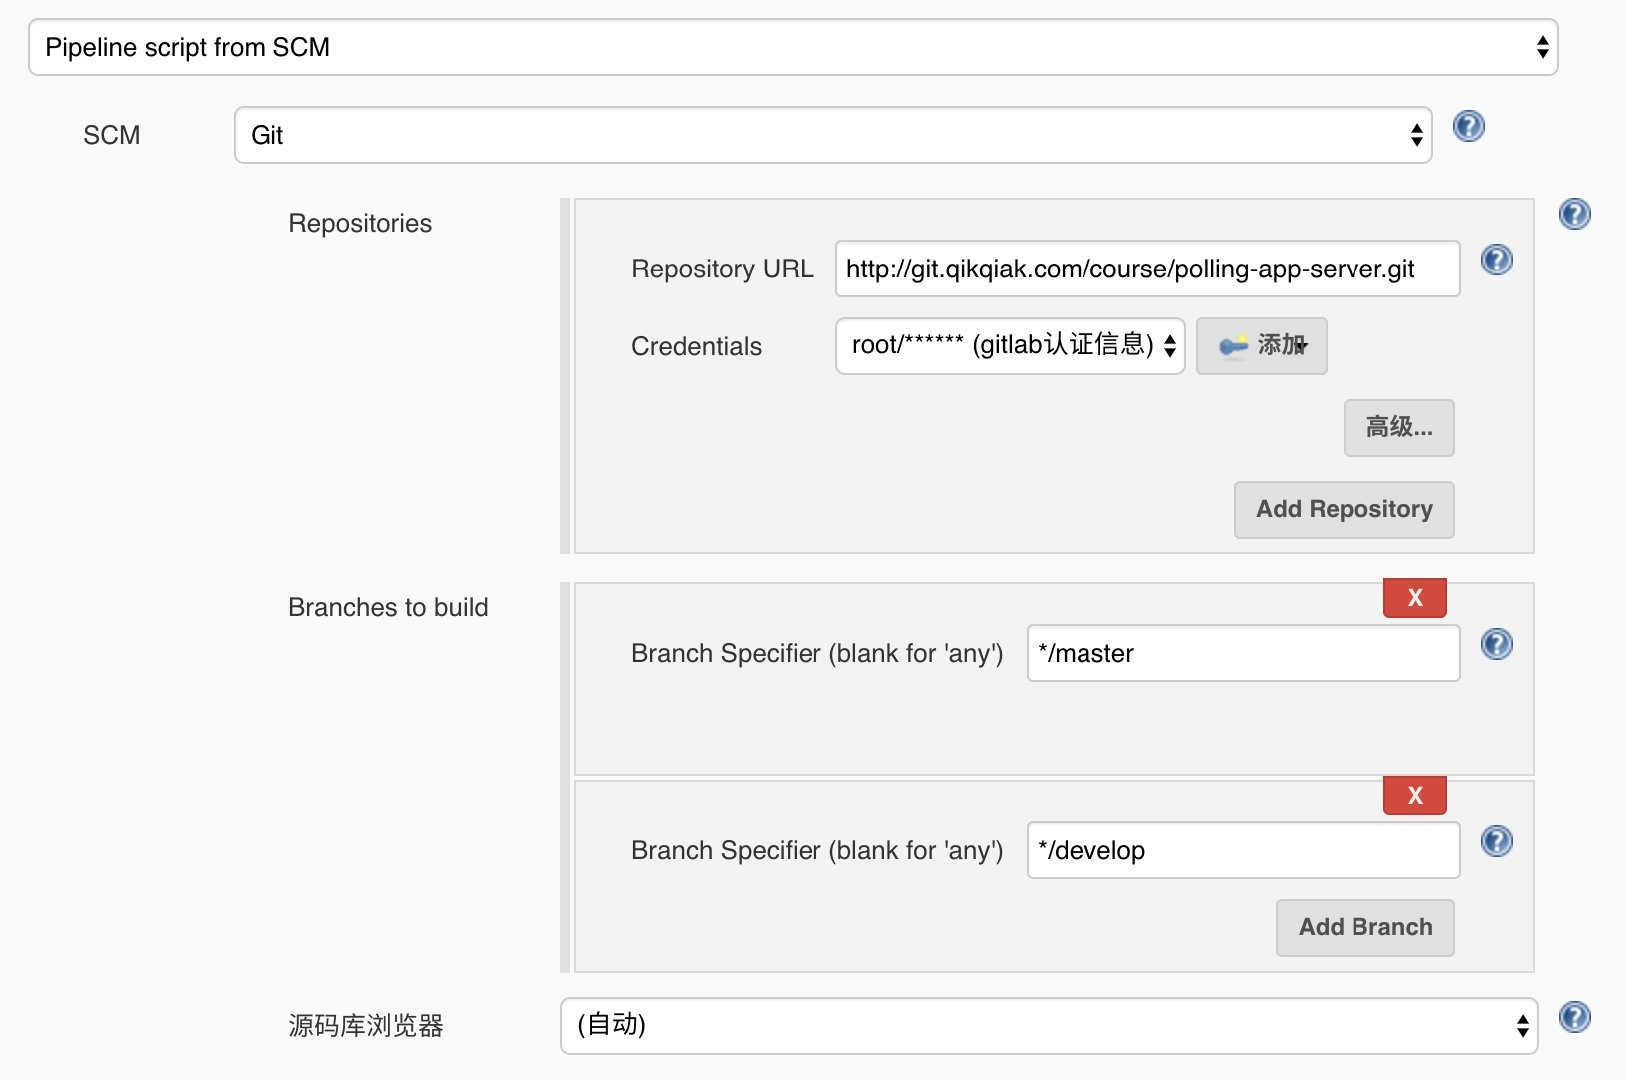 Pipeline script from SCM
SCM
Git
Repositories
Repository URL
http://git.qikqiak.com/course/polling-app-server.git
Credentials
root/****** (gitlab认证信息)
添加
高级...
Add Repository
Branches to build
X
Branch Specifier (blank for 'any')
*/master
X
Branch Specifier (blank for 'any')
*/develop
Add Branch
源码库浏览器
(自动)